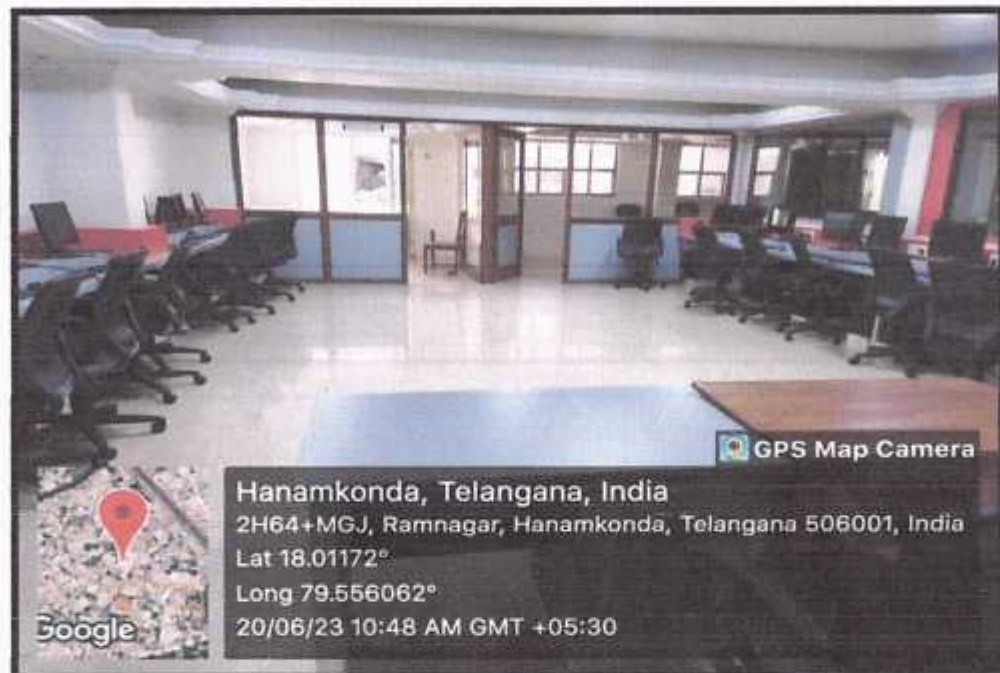 GPS Map Camera
Hanamkonda, Telangana, India
2H64+MGJ, Ramnagar, Hanamkonda, Telangana 506001, India
Lat 18.01172°
Long 79.556062°
20/06/23 10:48 AM GMT +05:30
Google